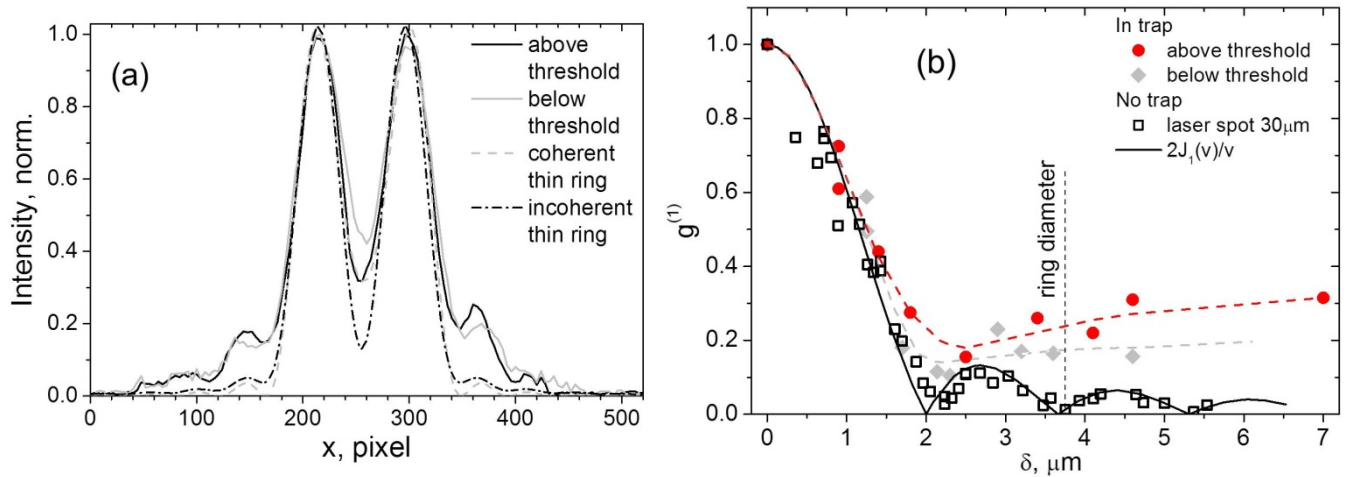 (a)
above
threshold
below
threshold
coherent
thin ring
incoherent
thin ring
Intensity, norm.
1.0
0.8
0.6
0.4
0.2
0.0
0 100 200 300 400 500
x, pixel
(b)
In trap
above threshold
below threshold
No trap
laser spot 30μm
2J₁(v)/v
ring diameter
g⁽¹⁾
1.0
0.8
0.6
0.4
0.2
0.0
0 1 2 3 4 5 6 7
δ, μm